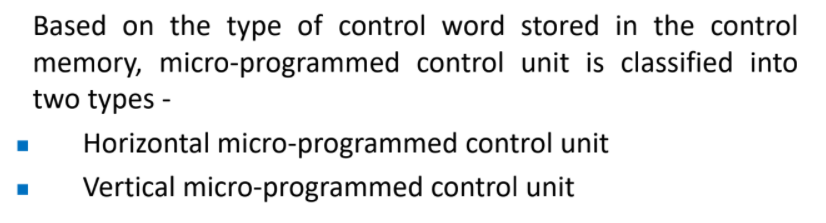 Based on the type of control word stored in the control
memory, micro-programmed control unit is classified into
two types -
▪ Horizontal micro-programmed control unit
▪ Vertical micro-programmed control unit